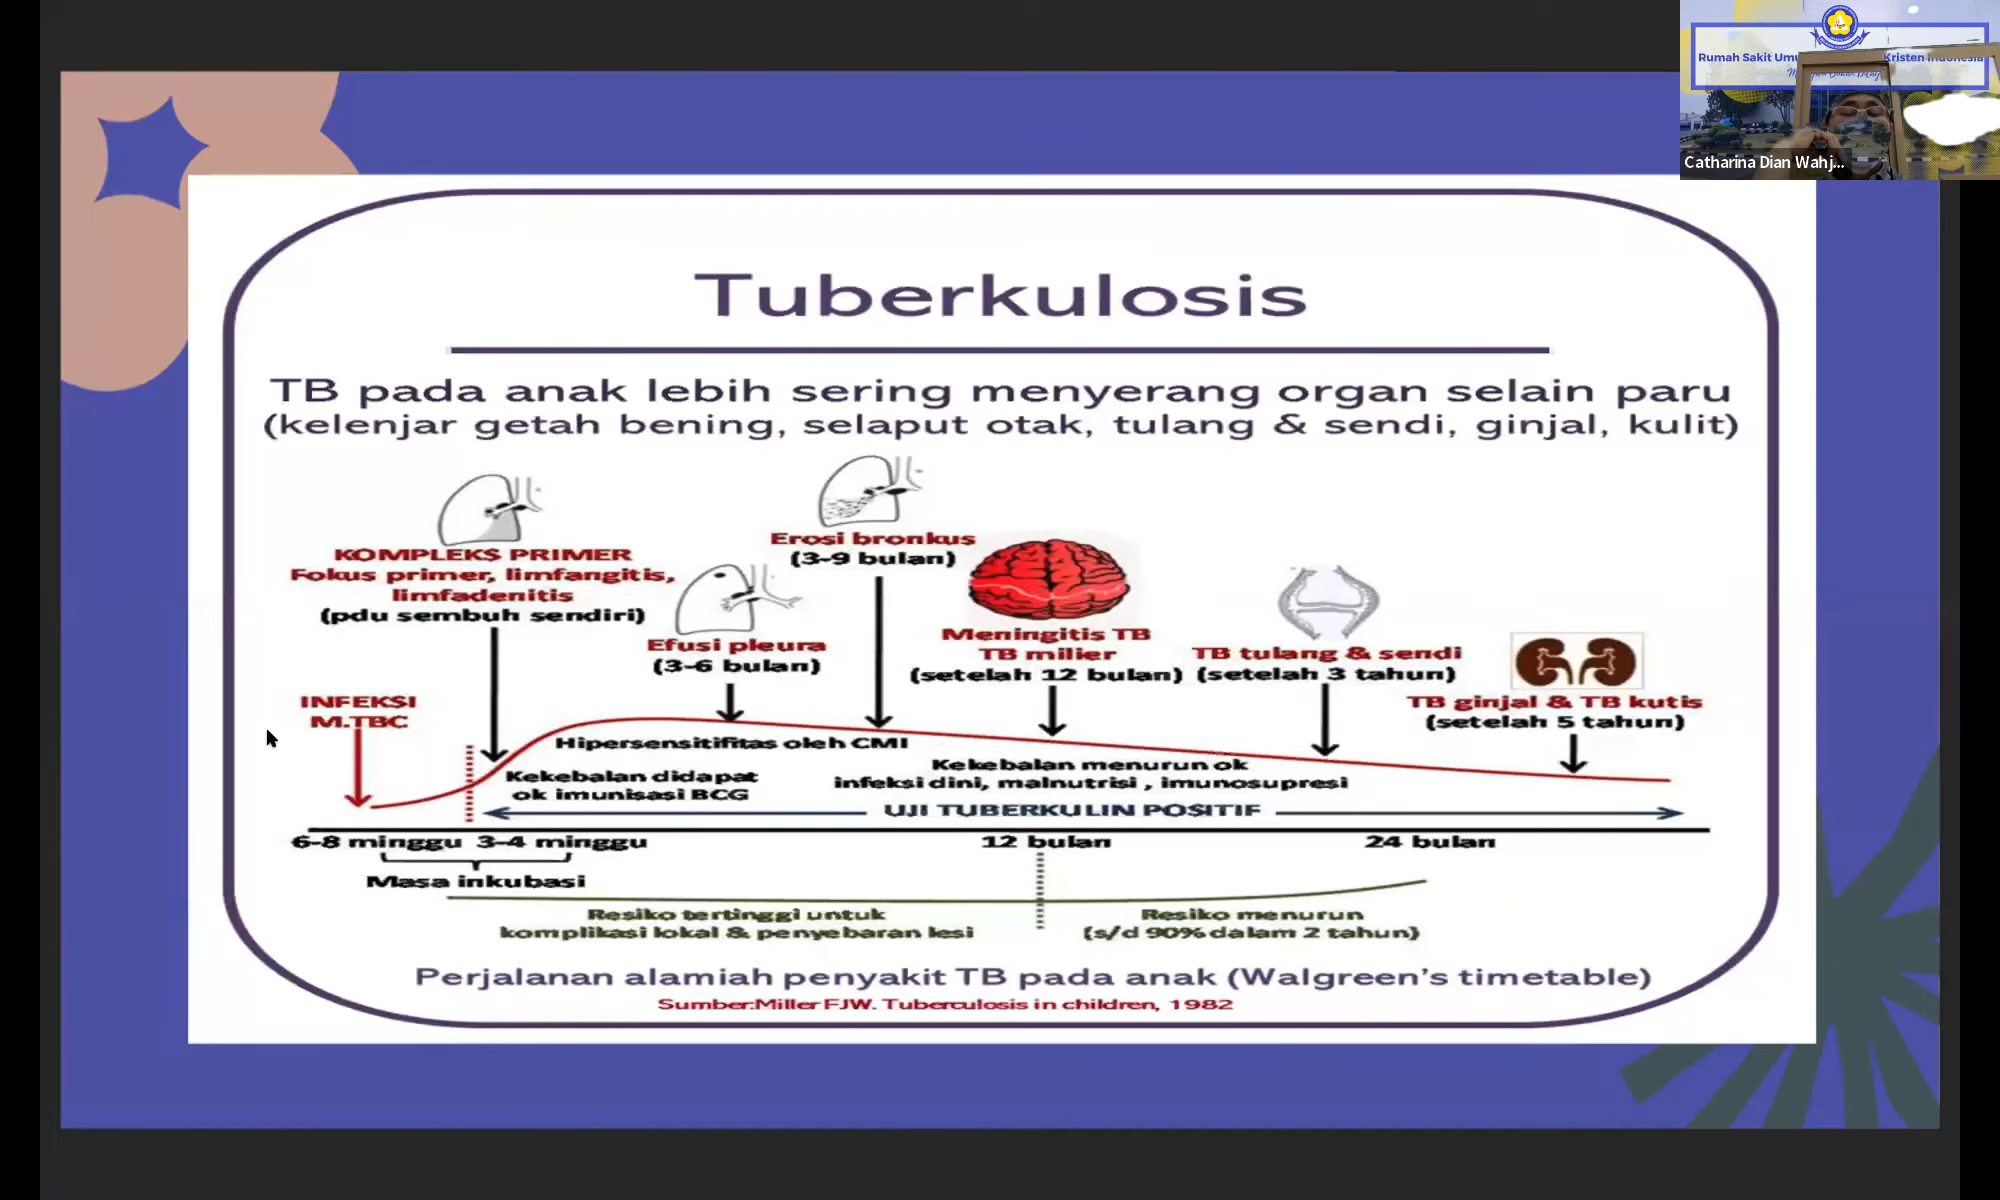 Rumah Sakit Umu
Kristen Indonesia
Catharina Dian Wahj...
Tuberkulosis
TB pada anak lebih sering menyerang organ selain paru
(kelenjar getah bening, selaput otak, tulang & sendi, ginjal, kulit)
KOMPLEKS PRIMER
Fokus primer, limfangitis,
limfadenitis
(pdu sembuh sendiri)
Efusi pleura
(3-6 bulan)
Erosi bronkus
(3-9 bulan)
Meningitis TB
TB milier
(setelah 12 bulan)
TB tulang & sendi
(setelah 3 tahun)
TB ginjal & TB kutis
(setelah 5 tahun)
INFEKSI
M.TBC
Hipersensitifitas oleh CMI
Kekebalan didapat
ok imunisasi BCG
Kekebalan menurun ok
infeksi dini, malnutrisi , imunosupresi
UJI TUBERKULIN POSITIF
6-8 minggu 3-4 minggu
12 bulan
24 bulan
Masa inkubasi
Resiko tertinggi untuk
komplikasi lokal & penyebaran lesi
Resiko menurun
(s/d 90% dalam 2 tahun)
Perjalanan alamiah penyakit TB pada anak (Walgreen's timetable)
Sumber:Miller FJW. Tuberculosis in children, 1982